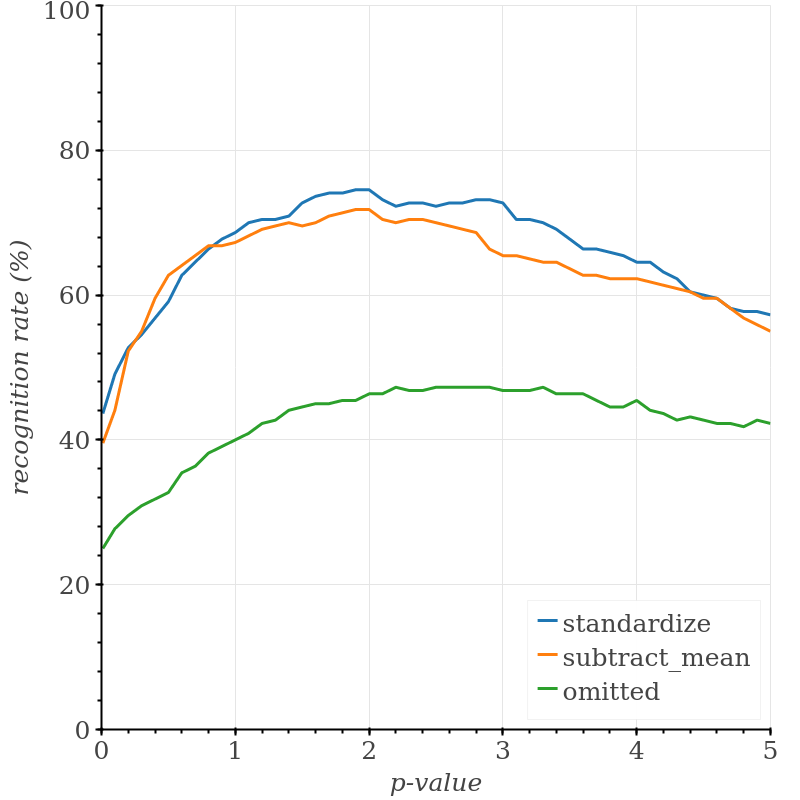 100
80
60
40
20
0
recognition rate (%)
0 1 2 3 4 5
p-value
standardize
subtract_mean
omitted